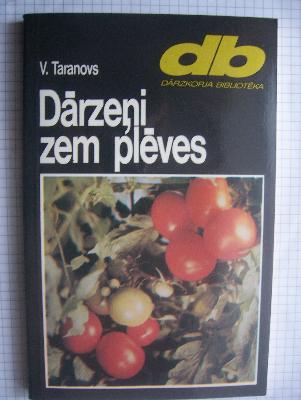 V. Taranovs
db
DĀRZKOPJA BIBLIOTĒKA
Dārzeņi
zem plēves